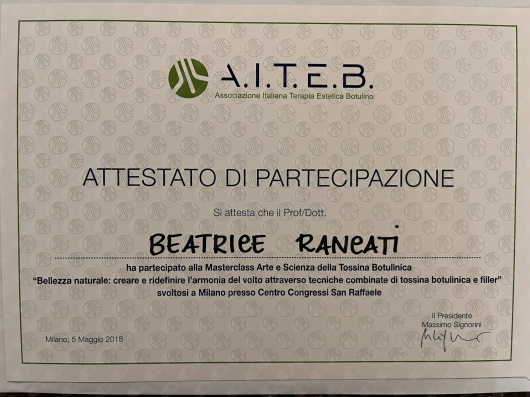 A.I.T.E.B.
Associazione Italiana Terapia Estetica Botulino
ATTESTATO DI PARTECIPAZIONE
Si attesta che il Prof/Dott.
BEATRICE RANCATI
ha partecipato alla Masterclass Arte e Scienza della Tossina Botulinica
“Bellezza naturale: creare e ridefinire l'armonia del volto attraverso tecniche combinate di tossina botulinica e filler”
svoltosi a Milano presso Centro Congressi San Raffaele
Il Presidente
Massimo Signorini
Milano, 5 Maggio 2018